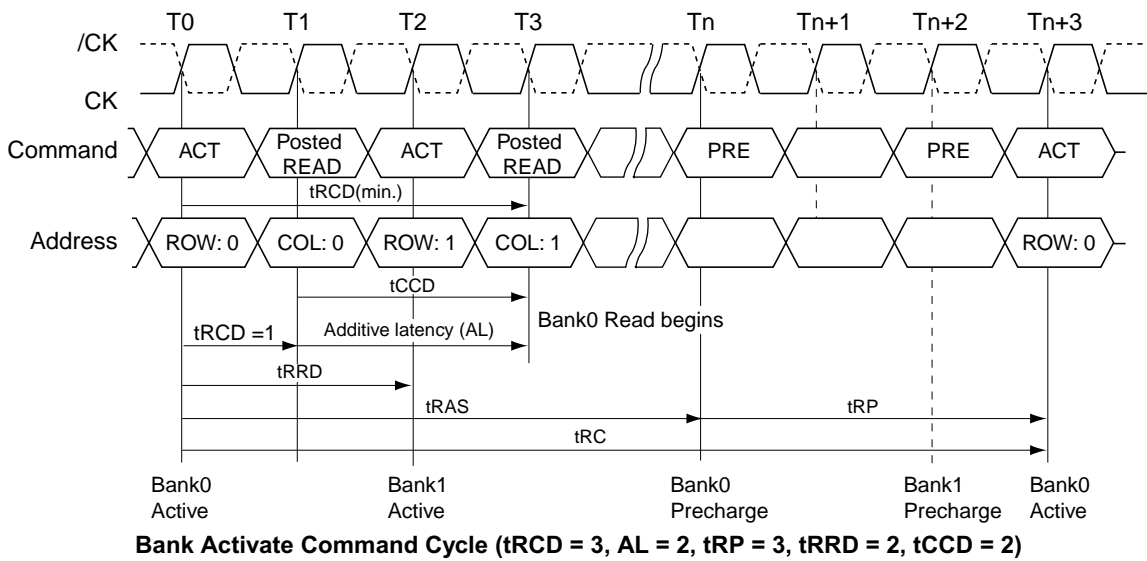 T0 T1 T2 T3 Tn Tn+1 Tn+2 Tn+3
/CK
CK
Command ACT Posted READ ACT Posted READ PRE PRE ACT
tRCD(min.)
Address ROW: 0 COL: 0 ROW: 1 COL: 1 ROW: 0
tCCD
Bank0 Read begins
tRCD =1 Additive latency (AL)
tRRD
tRAS tRP
tRC
Bank0 Active Bank1 Active Bank0 Precharge Bank1 Precharge Bank0 Active
Bank Activate Command Cycle (tRCD = 3, AL = 2, tRP = 3, tRRD = 2, tCCD = 2)